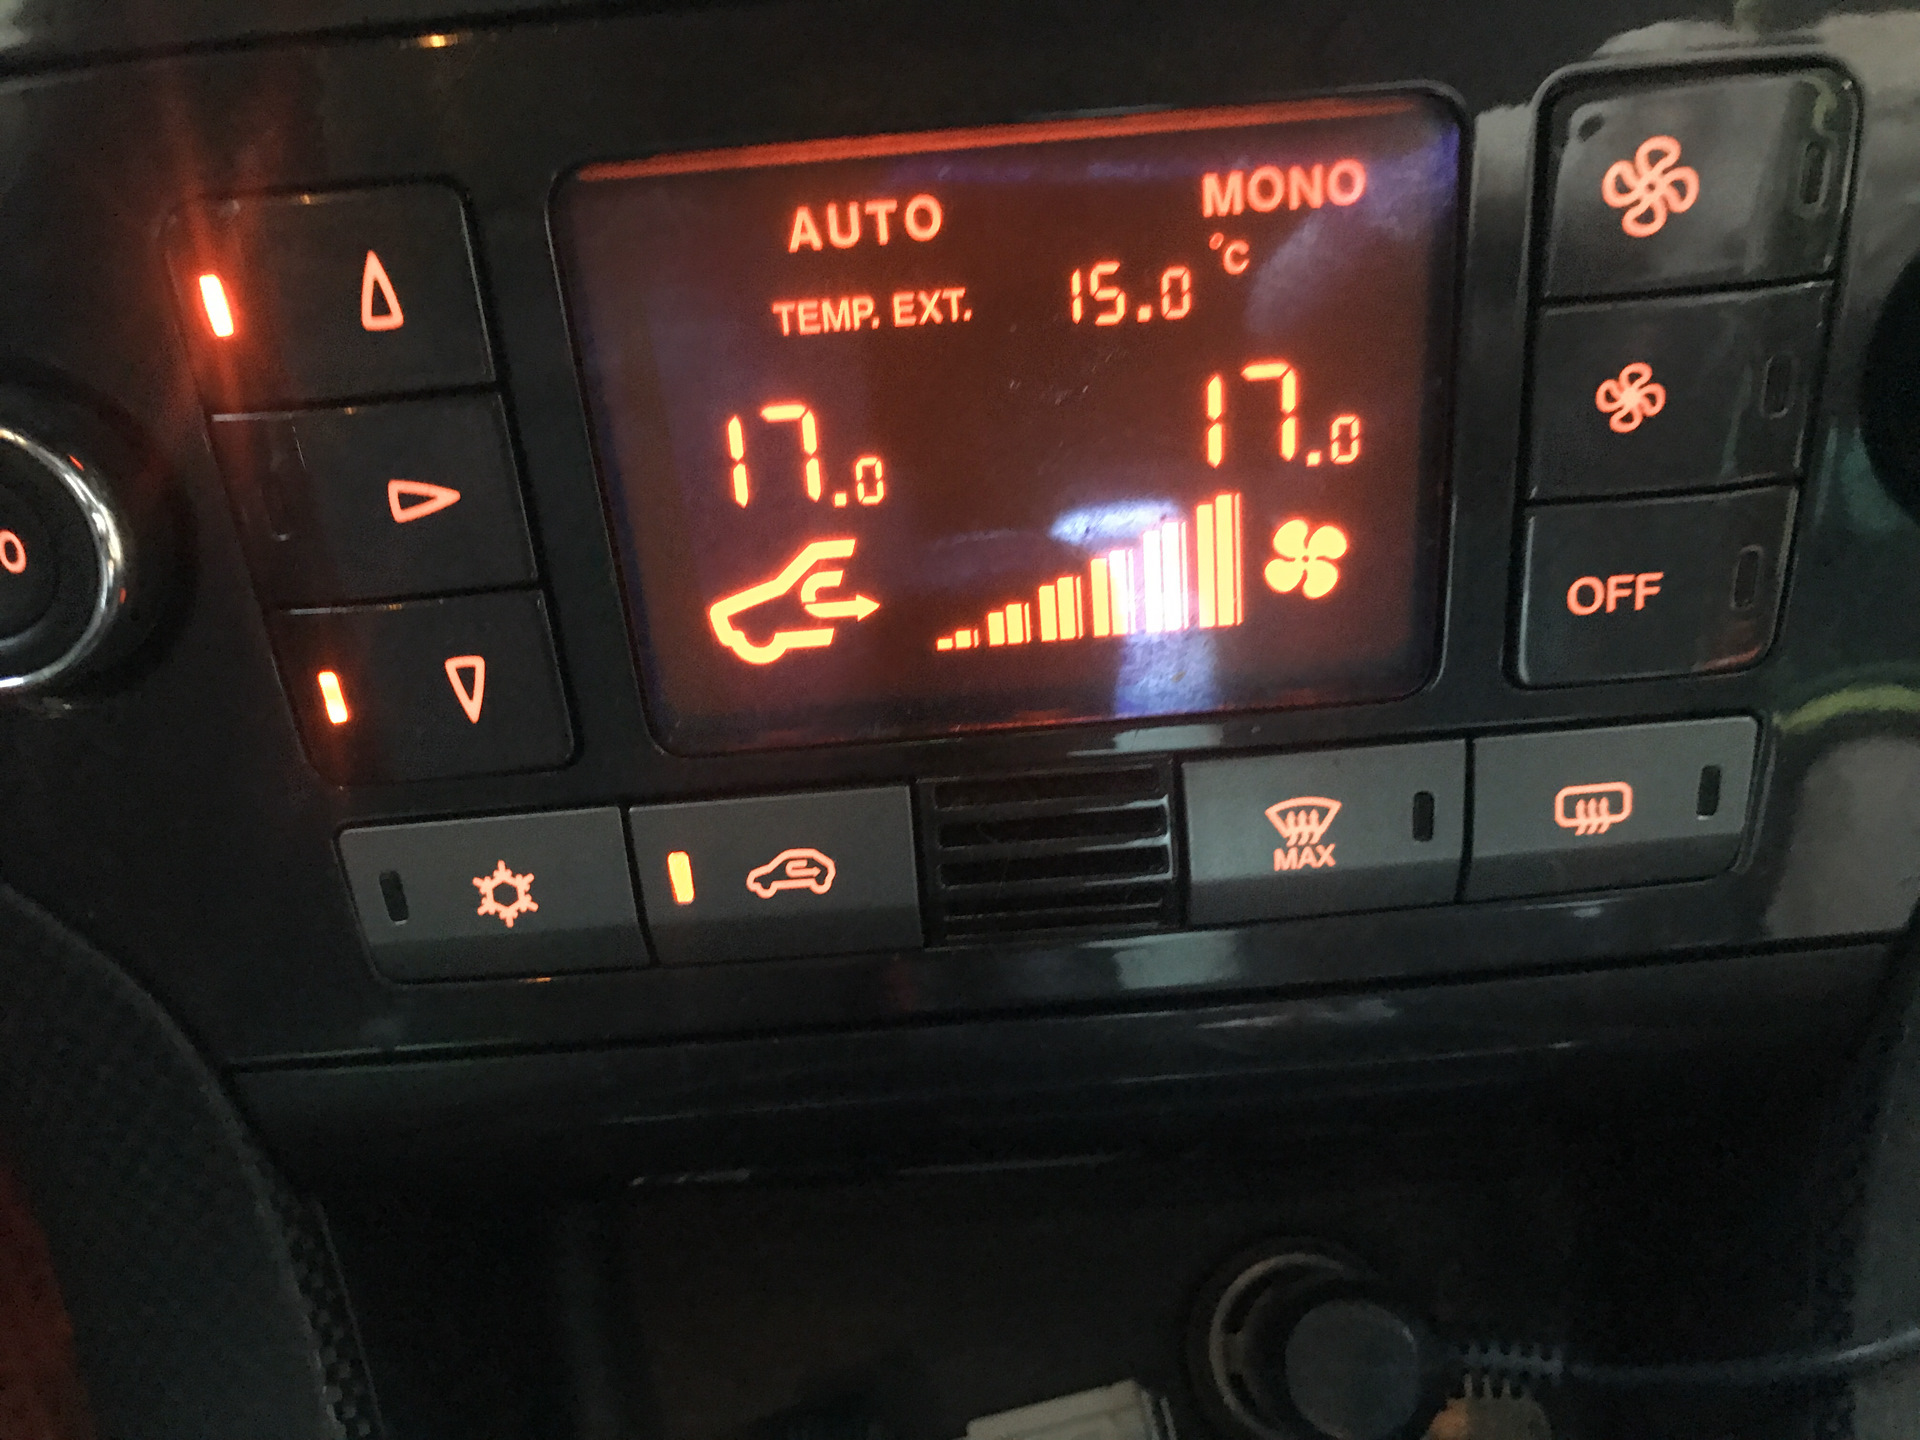 AUTO MONO
TEMP. EXT. 15.0 °C
17.0 17.0
OFF
MAX